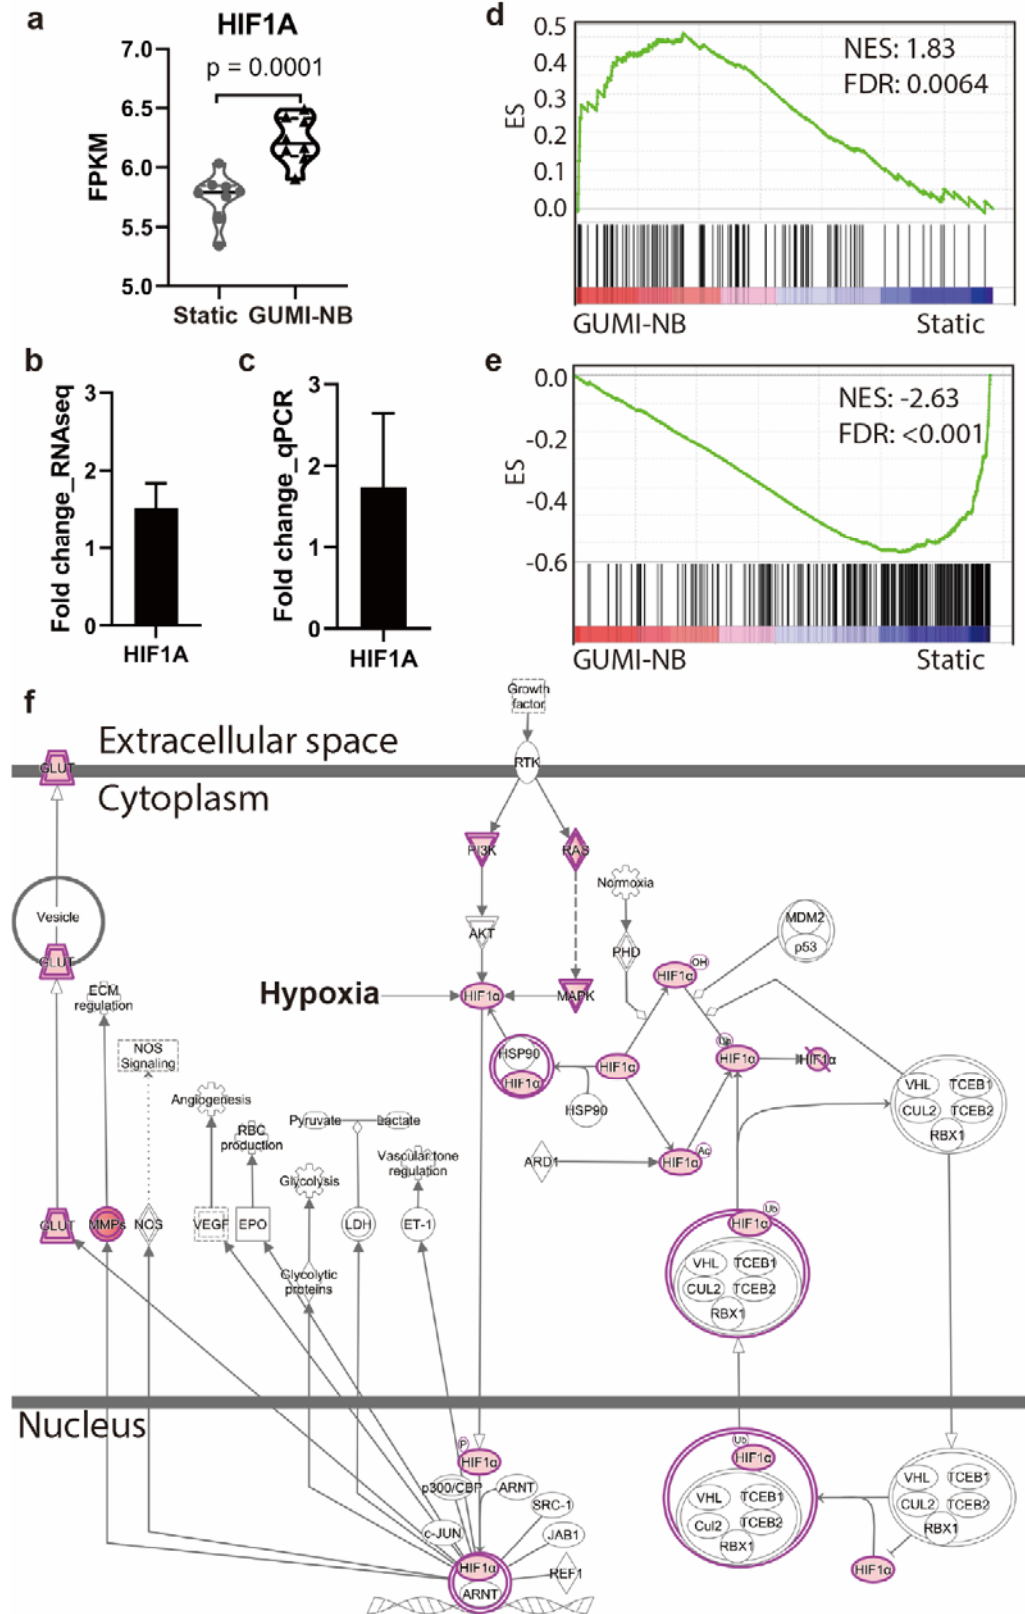 a
HIF1A
7.0
6.5
6.0
5.5
5.0
FPKM
p = 0.0001
Static GUMI-NB
d
0.5
0.4
0.3
0.2
0.1
0.0
ES
NES: 1.83
FDR: 0.0064
GUMI-NB Static
b
3
2
1
0
Fold change_RNAseq
HIF1A
c
3
2
1
0
Fold change_qPCR
HIF1A
e
0.0
-0.2
-0.4
-0.6
ES
NES: -2.63
FDR: <0.001
GUMI-NB Static
f
Growth
factor
Extracellular space
GLUT
RTK
Cytoplasm
PI3K
RAS
Normoxia
Vesicle
MDM2
p53
AKT
PHD
GLUT
OH
HIF1α
ECM
regulation
Hypoxia
HIF1α
MAPK
NOS
Signaling
HSP90
HIF1α
HIF1α
Ub
HIF1α
HIF1α
VHL TCEB1
CUL2 TCEB2
RBX1
Angiogenesis
HSP90
RBC
production
Pyruvate Lactate
Vascular tone
regulation
Glycolysis
ARD1
HIF1α
Ac
GLUT
MMPs
NOS
VEGF
EPO
LDH
ET-1
Ub
HIF1α
VHL TCEB1
CUL2 TCEB2
RBX1
Glycolytic
proteins
Nucleus
P
HIF1α
p300/CBP
ARNT
SRC-1
c-JUN
JAB1
HIF1α
ARNT
REF1
Ub
HIF1α
VHL TCEB1
Cul2 TCEB2
RBX1
VHL TCEB1
CUL2 TCEB2
RBX1
HIF1α